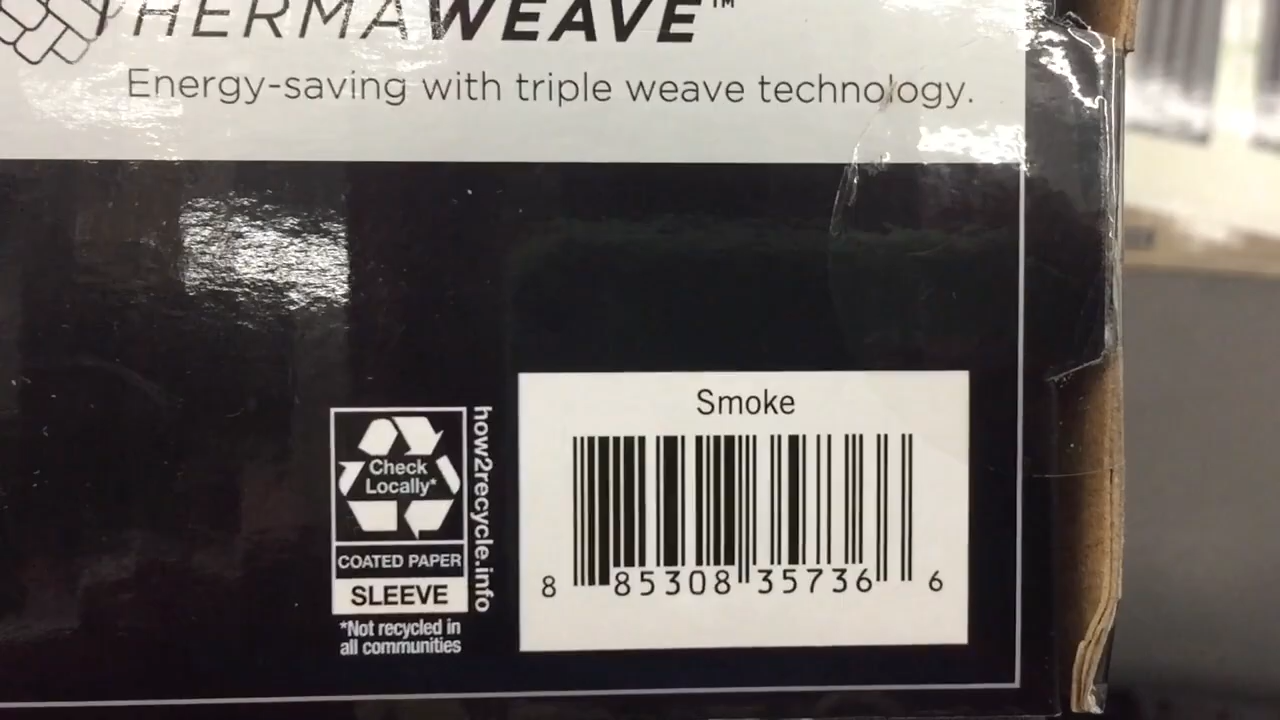 THERMAWEAVE™
Energy-saving with triple weave technology.
Smoke
Check
Locally*
how2recycle.info
COATED PAPER
SLEEVE
*Not recycled in
all communities
8 85308 35736 6